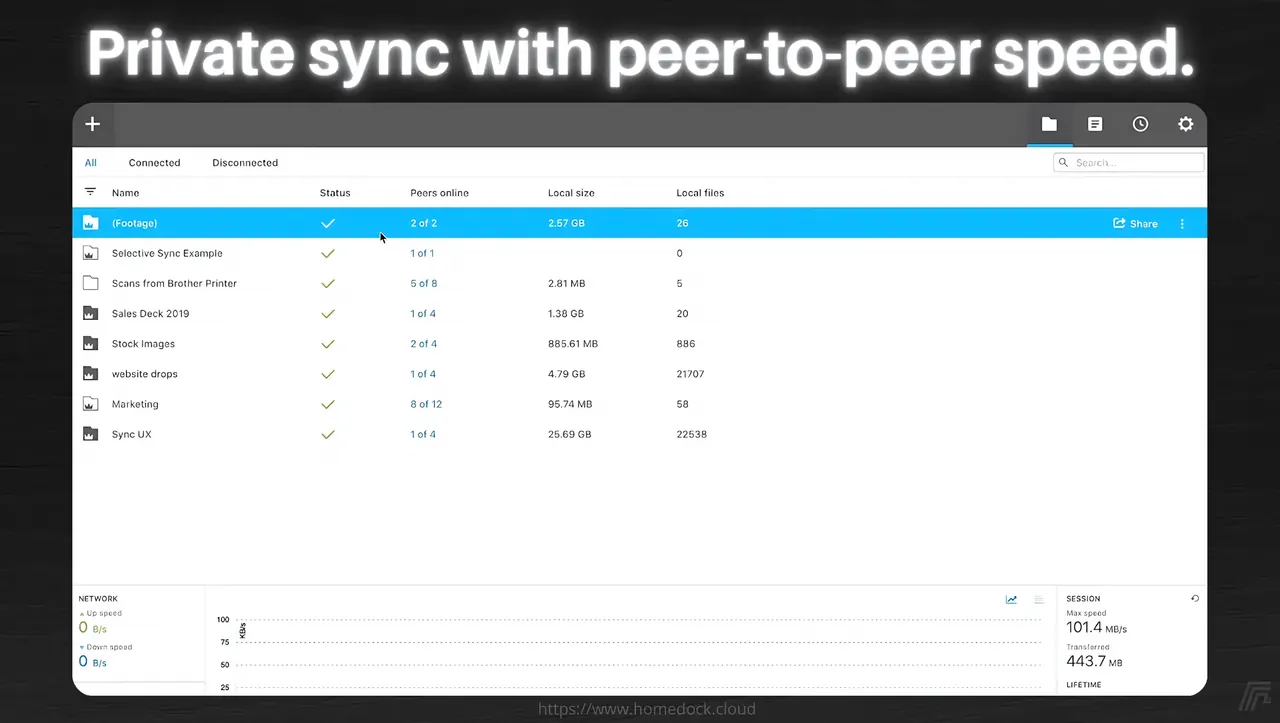 Private sync with peer-to-peer speed.
All Connected Disconnected Search...
Name Status Peers online Local size Local files
(Footage) 2 of 2 2.57 GB 26 Share
Selective Sync Example 1 of 1 0
Scans from Brother Printer 5 of 8 2.81 MB 5
Sales Deck 2019 1 of 4 1.38 GB 20
Stock Images 2 of 4 885.61 MB 886
website drops 1 of 4 4.79 GB 21707
Marketing 8 of 12 95.74 MB 58
Sync UX 1 of 4 25.69 GB 22538
NETWORK
Up speed
0 B/s
Down speed
0 B/s
KB/s
100
75
50
25
SESSION
Max speed
101.4 MB/s
Transferred
443.7 MB
LIFETIME
https://www.homedock.cloud